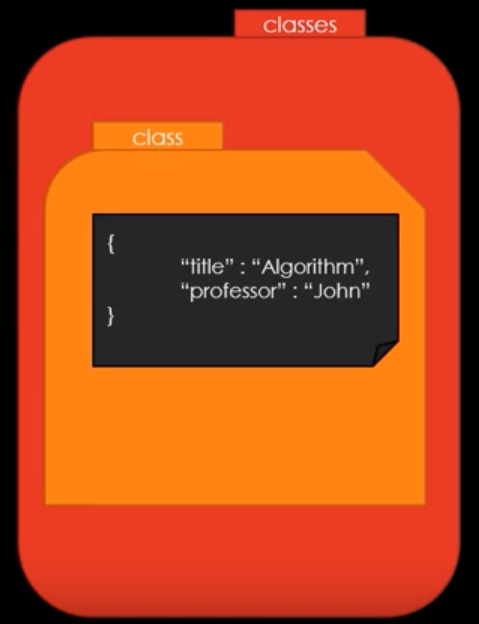 classes
class
{
“title” : “Algorithm”,
“professor” : “John”
}